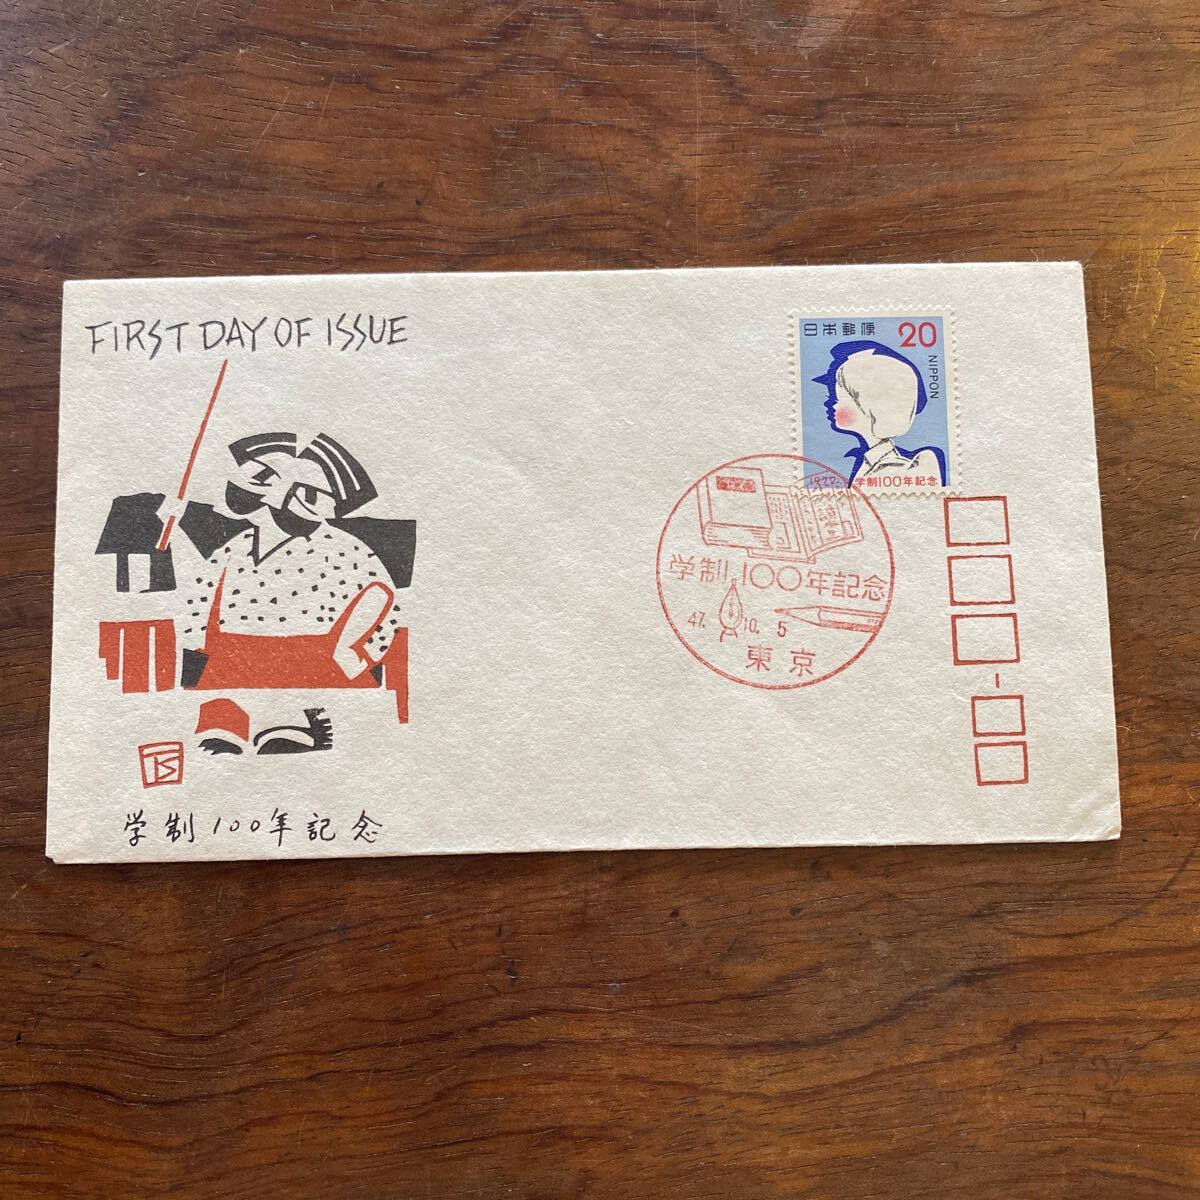 FIRST DAY OF ISSUE
日本郵便 20
NIPPON
1972. 学制100年記念
学制100年記念
47. 10. 5
東京
学制100年記念